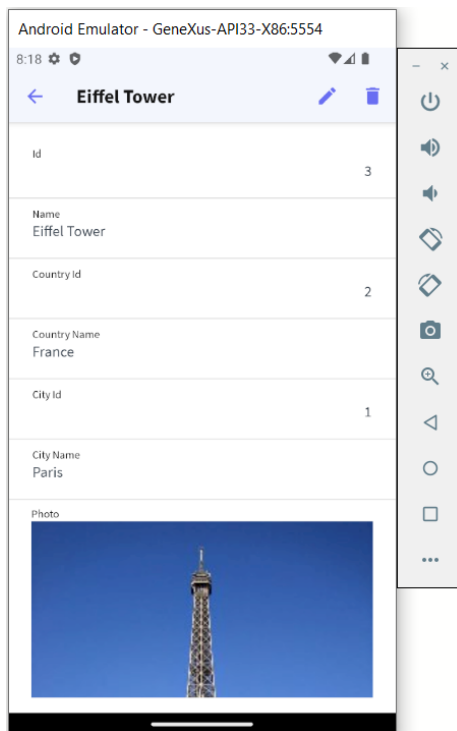 Android Emulator - GeneXus-API33-X86:5554
8:18
Eiffel Tower
Id
3
Name
Eiffel Tower
Country Id
2
Country Name
France
City Id
1
City Name
Paris
Photo